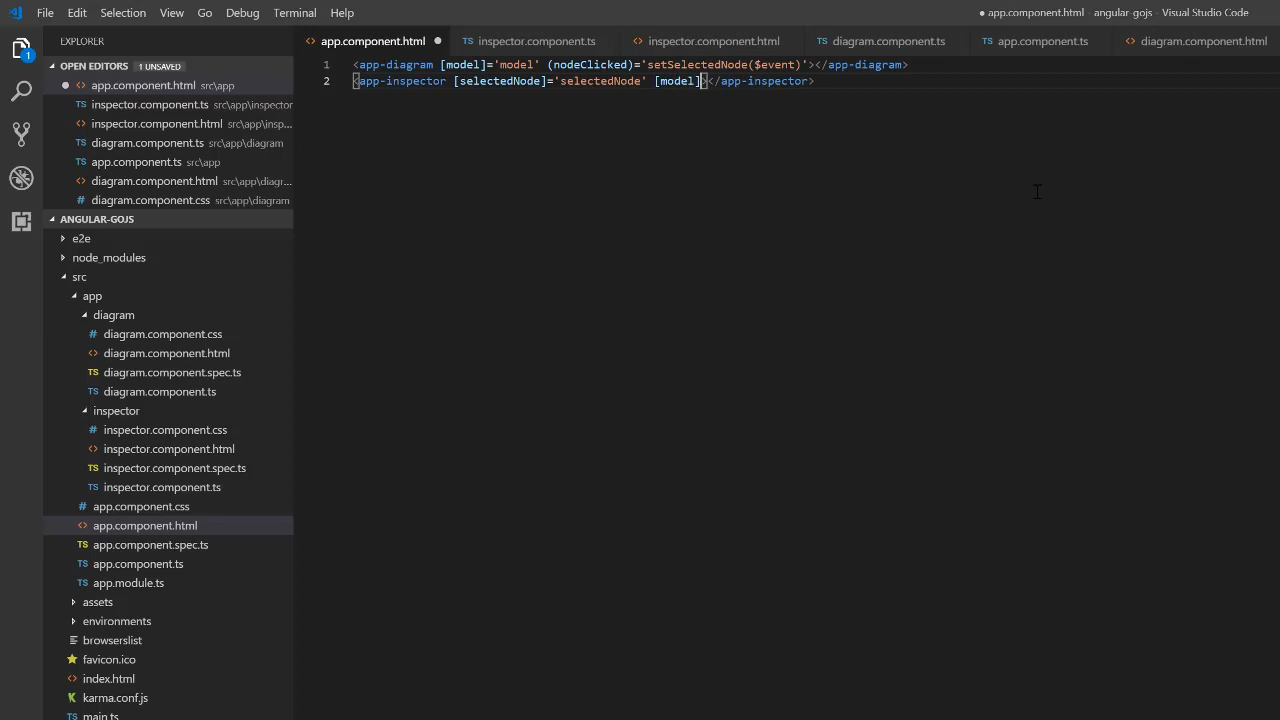 File Edit Selection View Go Debug Terminal Help
● app.component.html - angular-gojs - Visual Studio Code
EXPLORER
OPEN EDITORS 1 UNSAVED
app.component.html src\app
inspector.component.ts src\app\inspector
inspector.component.html src\app\insp...
diagram.component.ts src\app\diagram
app.component.ts src\app
diagram.component.html src\app\diagr...
diagram.component.css src\app\diagram
ANGULAR-GOJS
e2e
node_modules
src
app
diagram
diagram.component.css
diagram.component.html
diagram.component.spec.ts
diagram.component.ts
inspector
inspector.component.css
inspector.component.html
inspector.component.spec.ts
inspector.component.ts
app.component.css
app.component.html
app.component.spec.ts
app.component.ts
app.module.ts
assets
environments
browserslist
favicon.ico
index.html
karma.conf.js
main.ts
app.component.html ● inspector.component.ts inspector.component.html diagram.component.ts app.component.ts diagram.component.html
1 <app-diagram [model]='model' (nodeClicked)='setSelectedNode($event)'></app-diagram>
2 <app-inspector [selectedNode]='selectedNode' [model]></app-inspector>